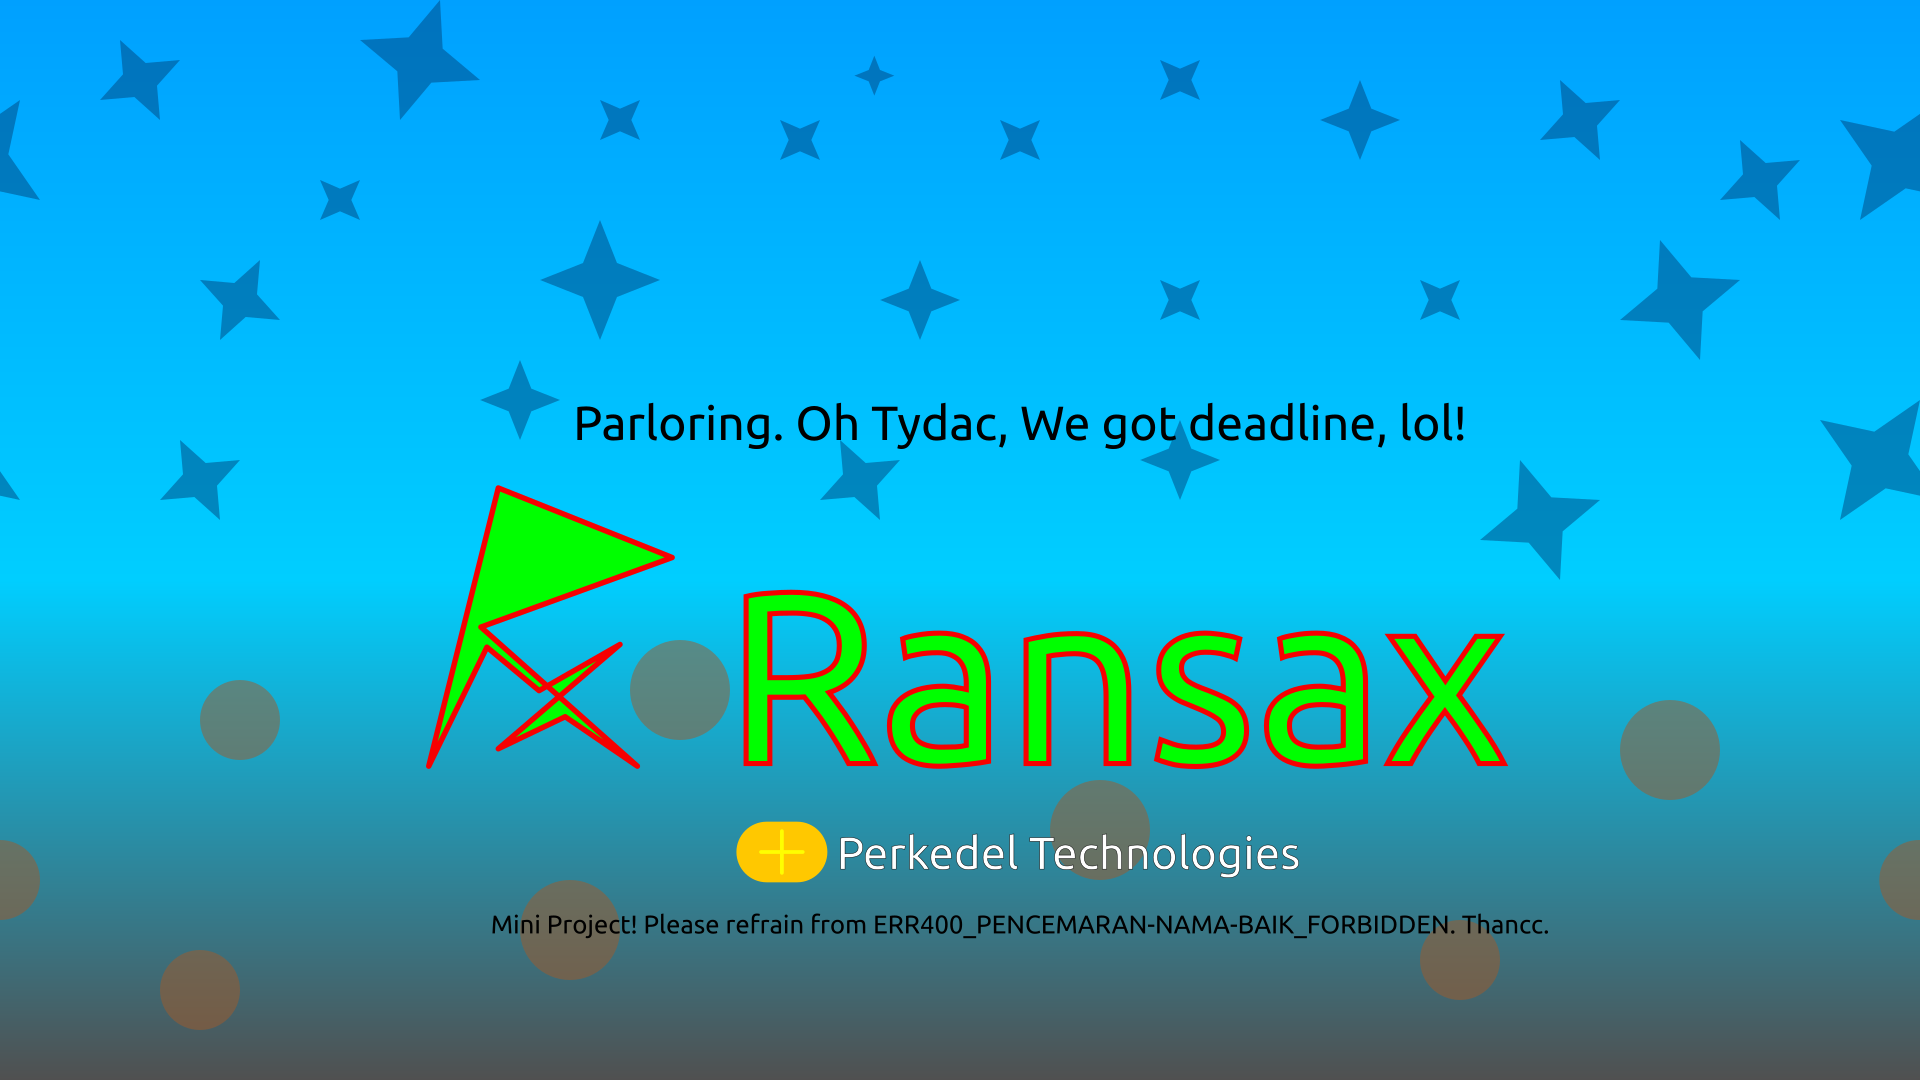 Parloring. Oh Tydac, We got deadline, lol!
Ransax
Perkedel Technologies
Mini Project! Please refrain from ERR400_PENCEMARAN-NAMA-BAIK_FORBIDDEN. Thancc.